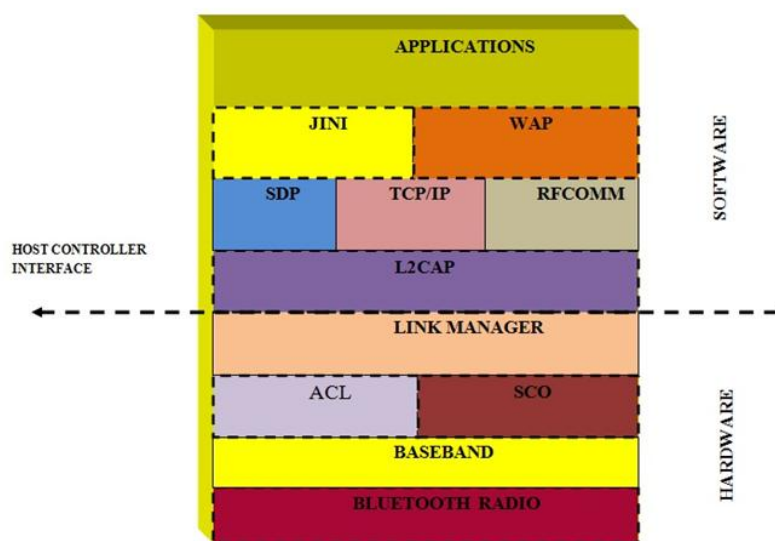 APPLICATIONS
JINI
WAP
SDP
TCP/IP
RFCOMM
SOFTWARE
HOST CONTROLLER
INTERFACE
L2CAP
LINK MANAGER
ACL
SCO
HARDWARE
BASEBAND
BLUETOOTH RADIO